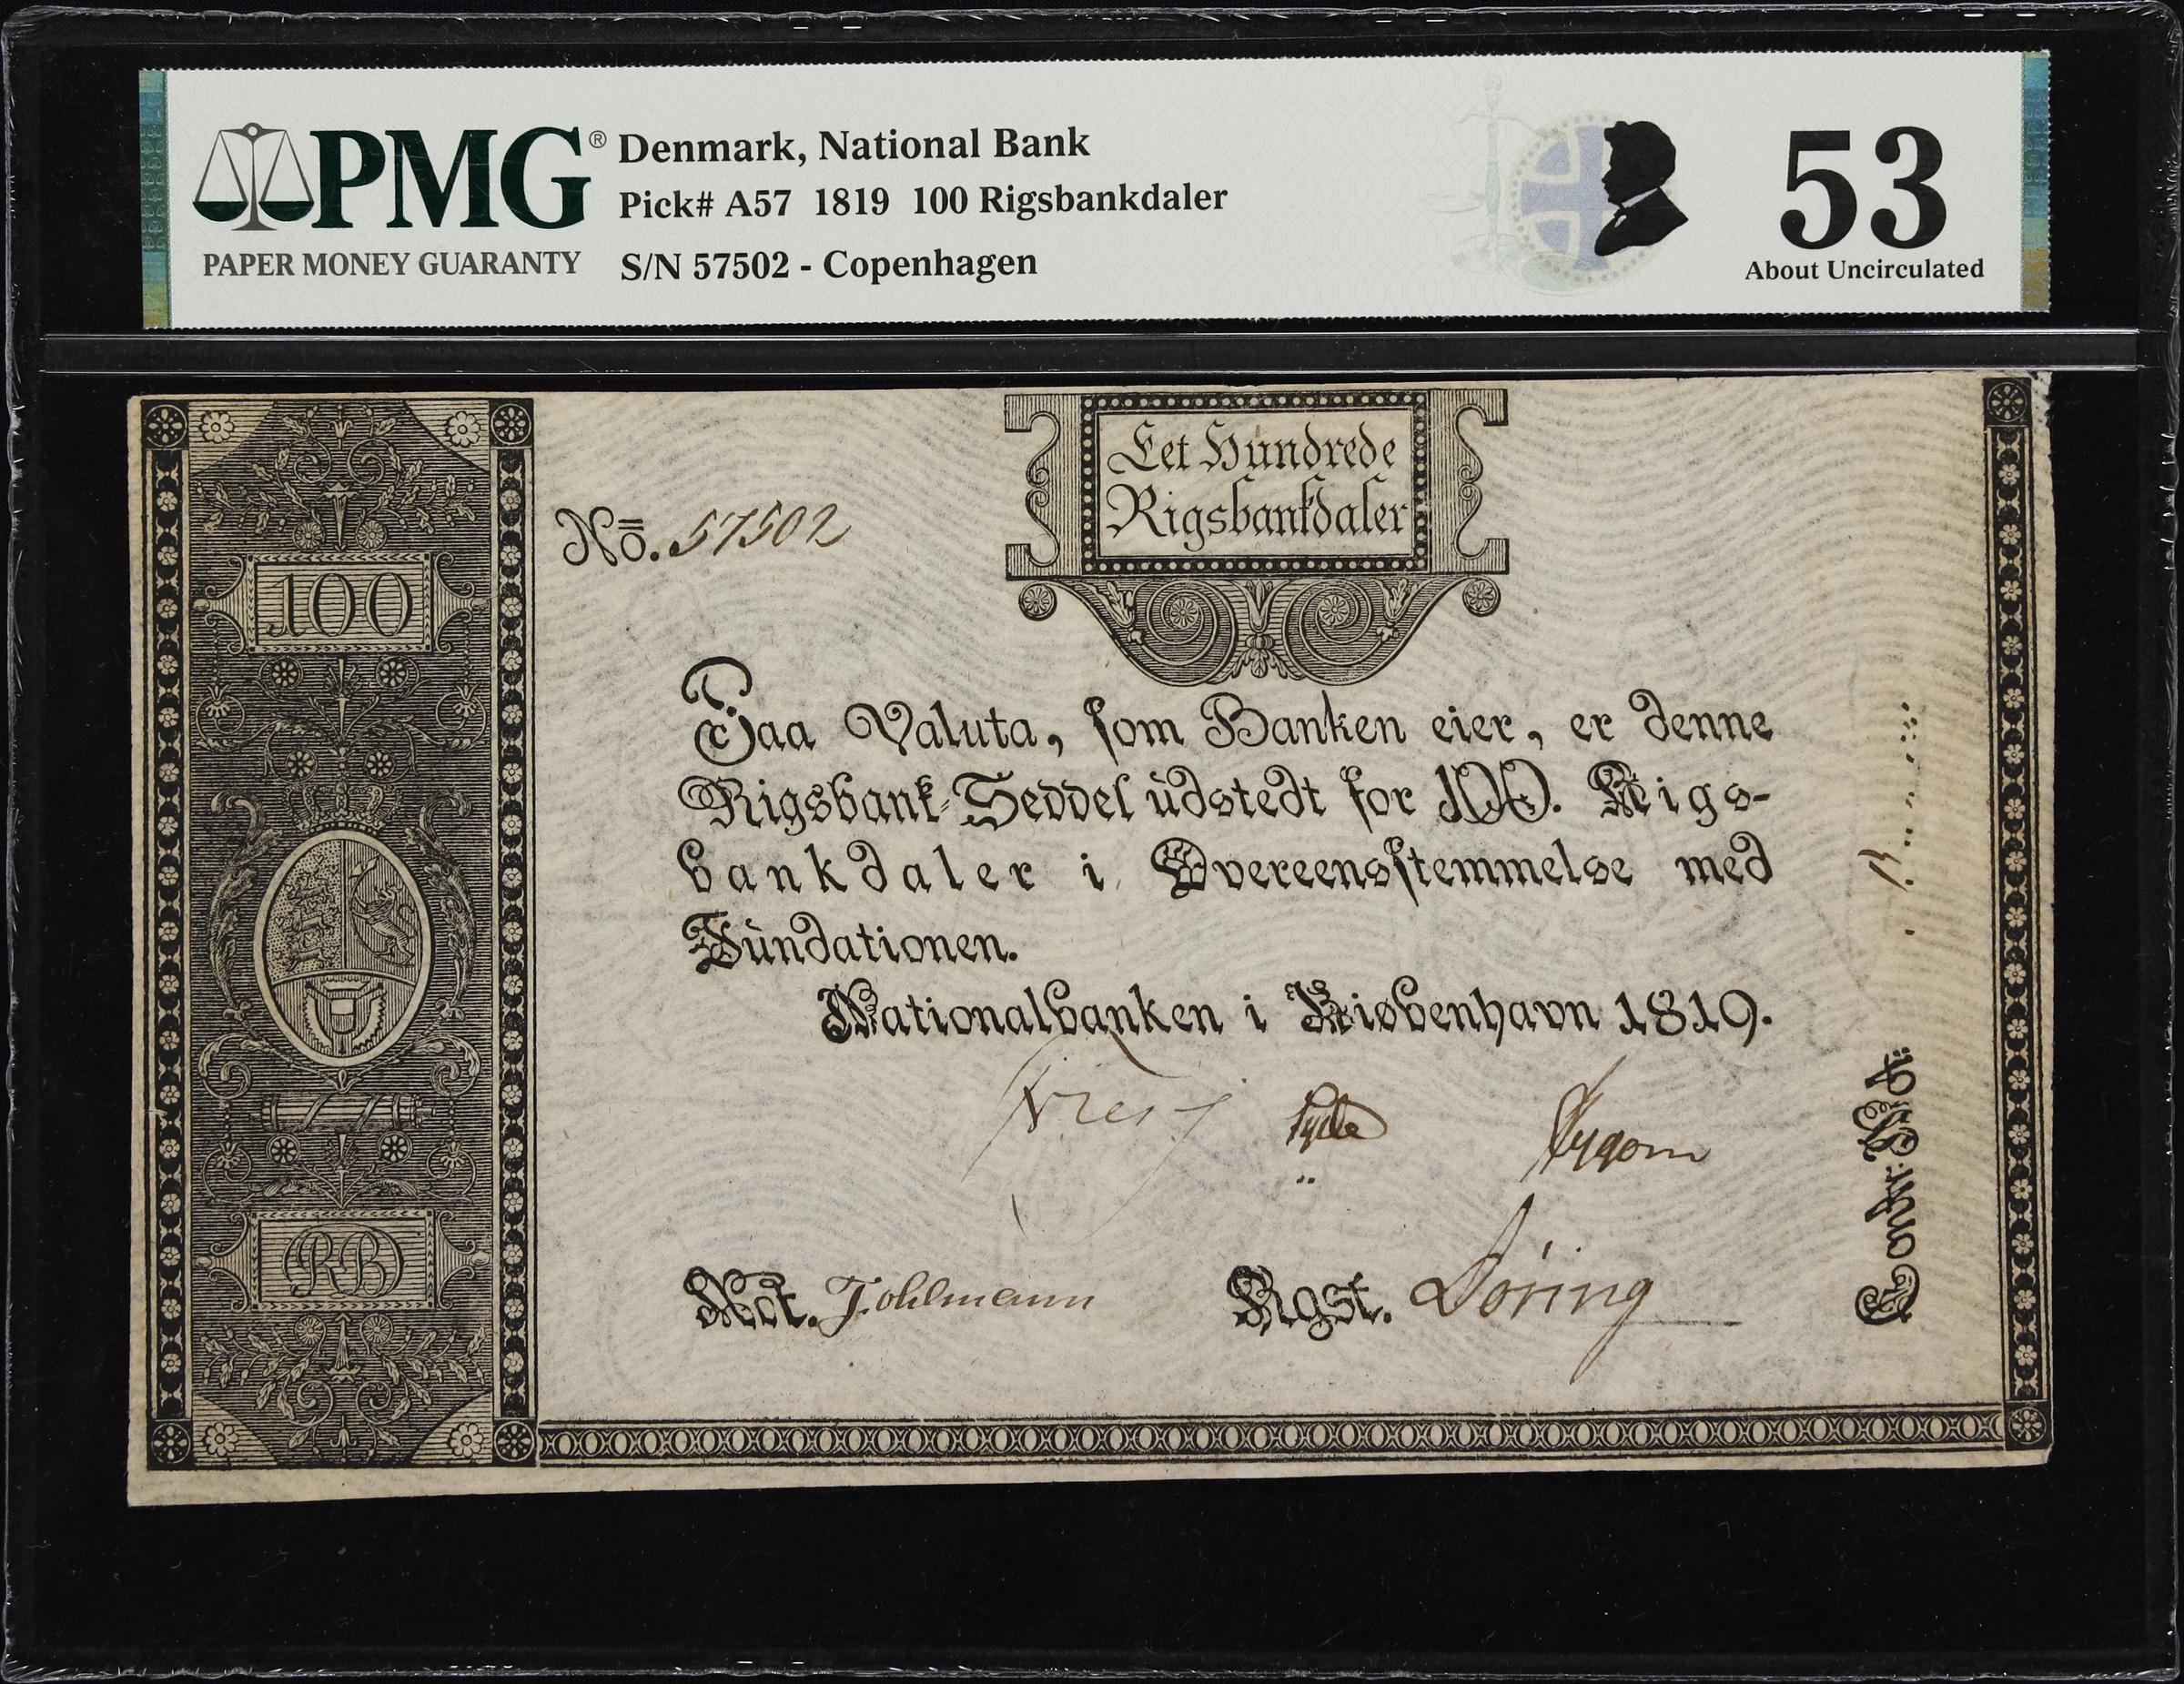 PMG®
PAPER MONEY GUARANTY
Denmark, National Bank
Pick# A57 1819 100 Rigsbankdaler
S/N 57502 - Copenhagen
53
About Uncirculated
Eet Hundrede
Rigsbankdaler
No. 57502
100
Paa Valuta, som Banken eier, er denne
Rigsbank-Seddel udstedt for 100. Rigs-
bankdaler i Overeensstemmelse med
Fundationen.
Nationalbanken i Kiøbenhavn 1819.
RBD
Not. Tohlmann
Rgst. Döring